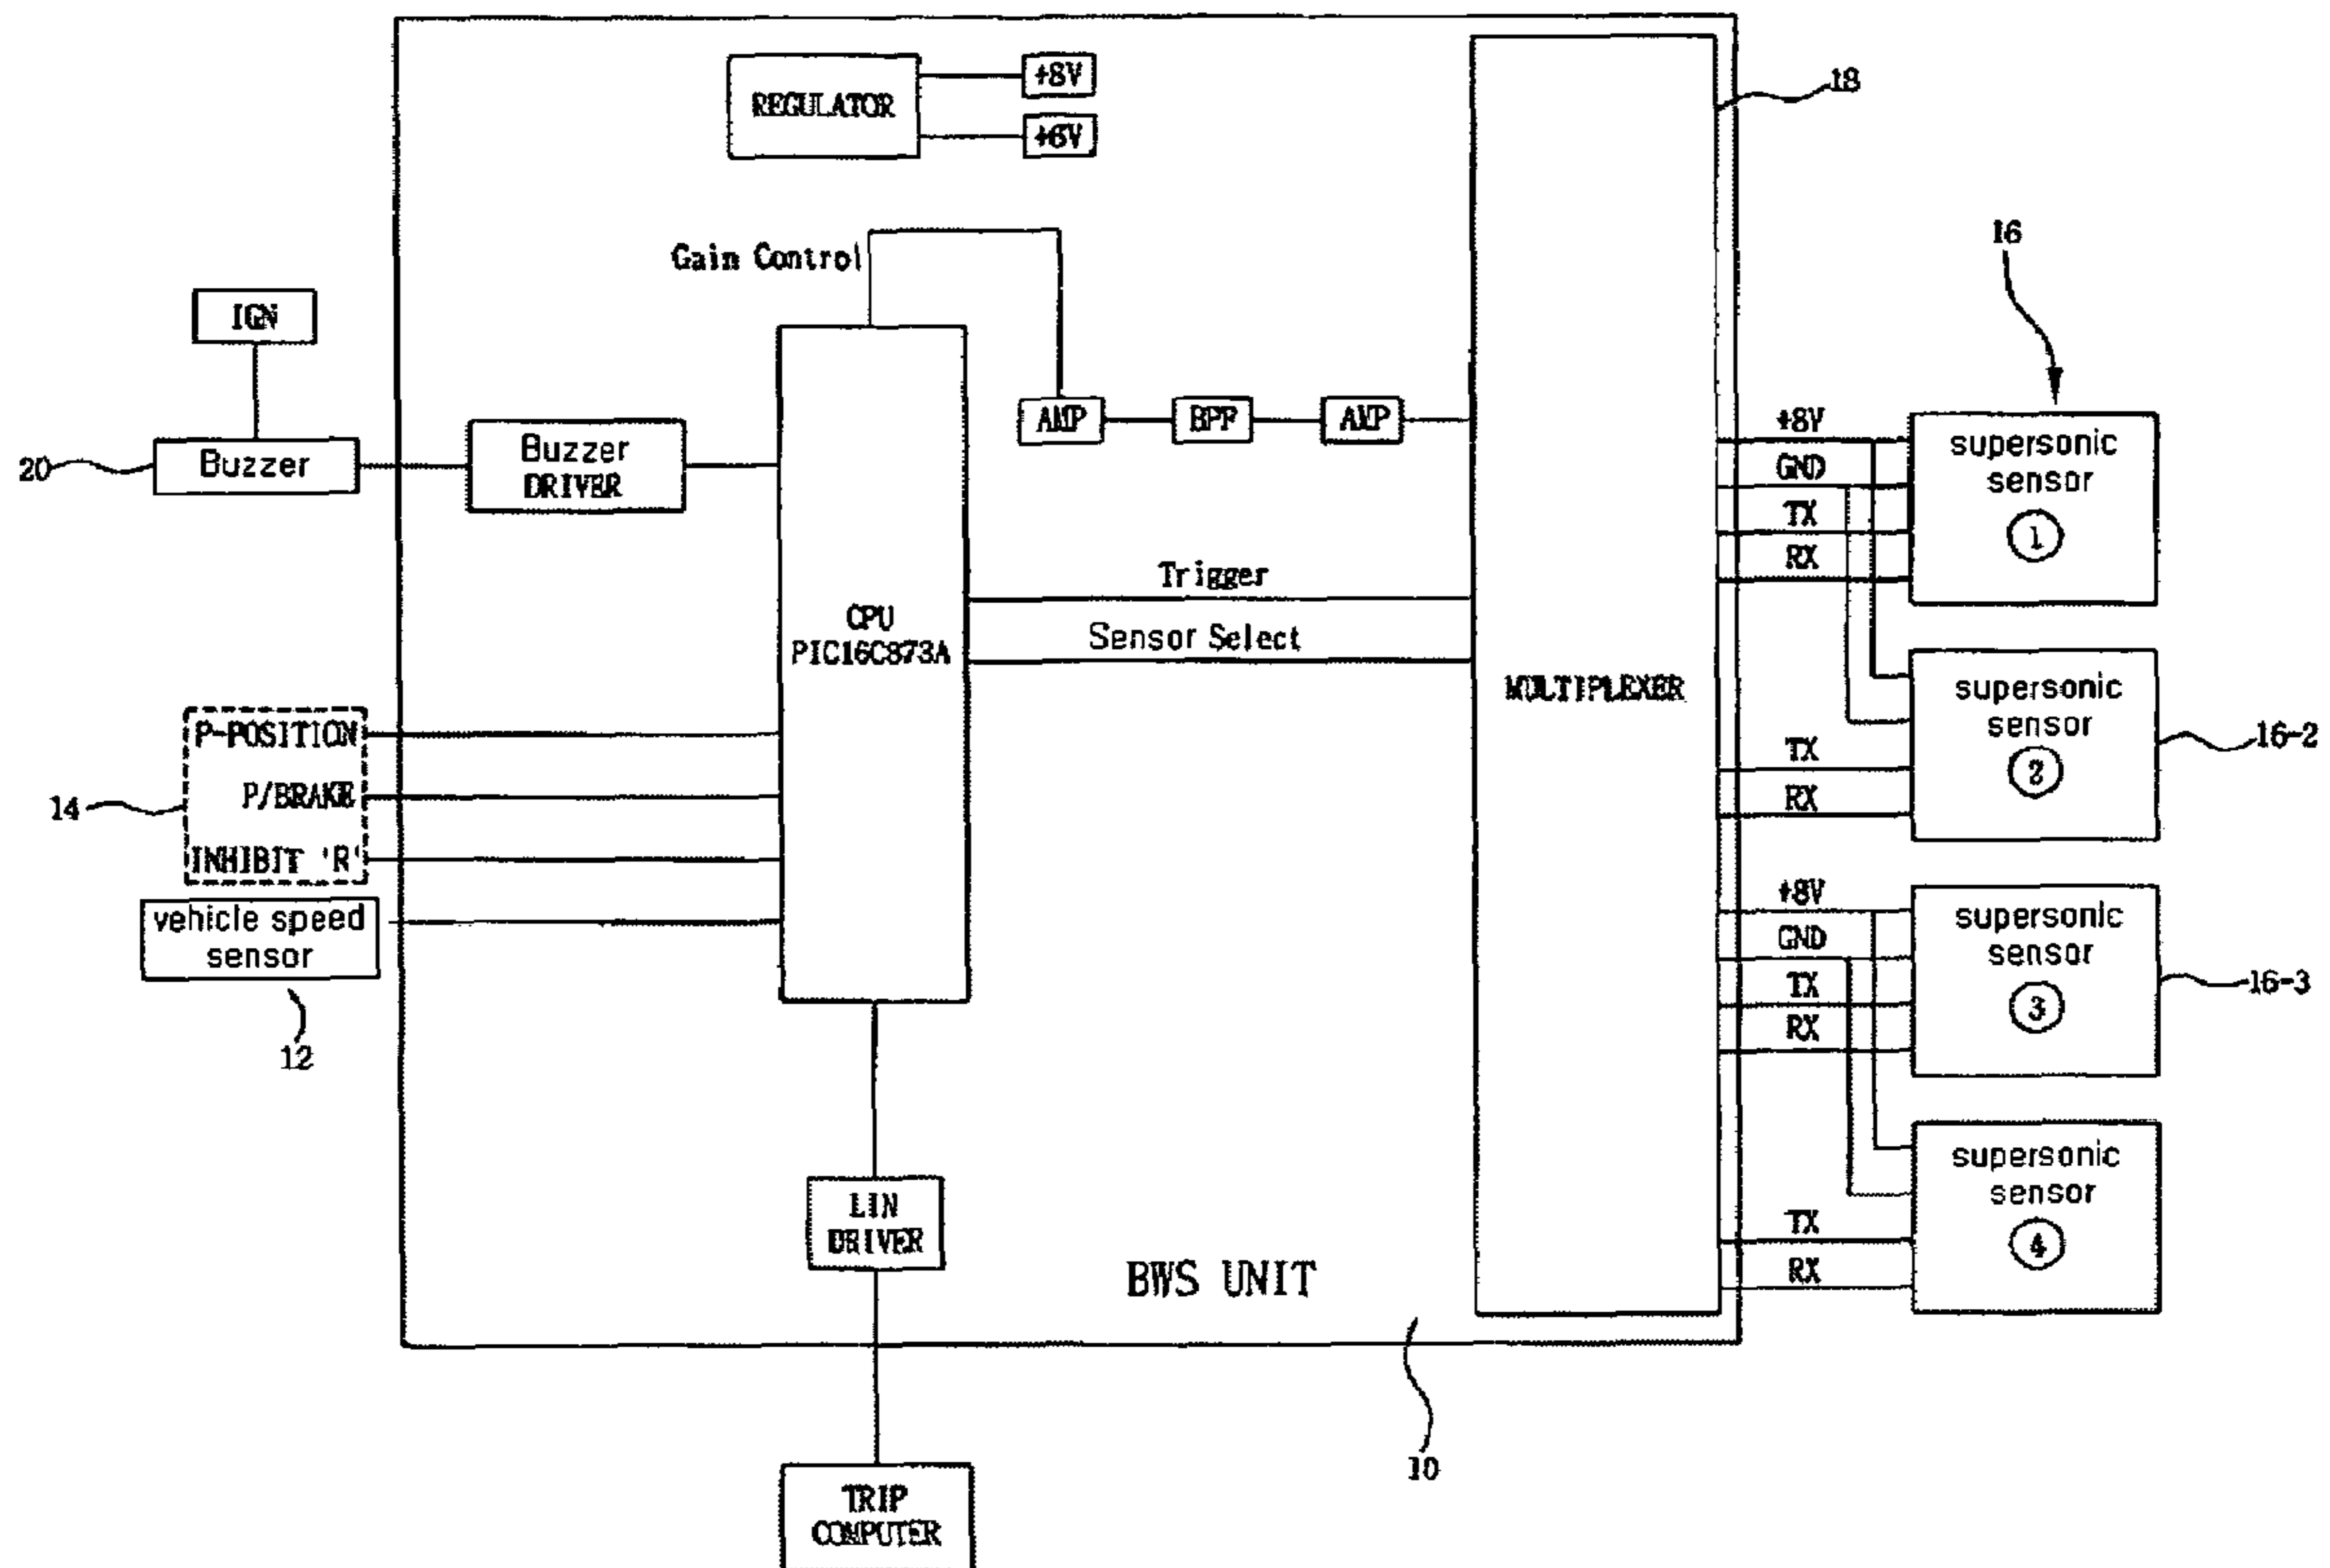 REGULATOR
+8V
+6V
18
Gain Control
16
IGN
AMP
BPF
AMP
20
Buzzer
Buzzer
DRIVER
+8V
GND
TX
RX
supersonic
sensor
1
Trigger
Sensor Select
CPU
PIC16C873A
MULTIPLEXER
supersonic
sensor
2
16-2
TX
RX
14
P-POSITION
P/BRAKE
INHIBIT 'R'
vehicle speed
sensor
12
+8V
GND
TX
RX
supersonic
sensor
3
16-3
LIN
DRIVER
supersonic
sensor
4
TX
RX
BWS UNIT
10
TRIP
COMPUTER